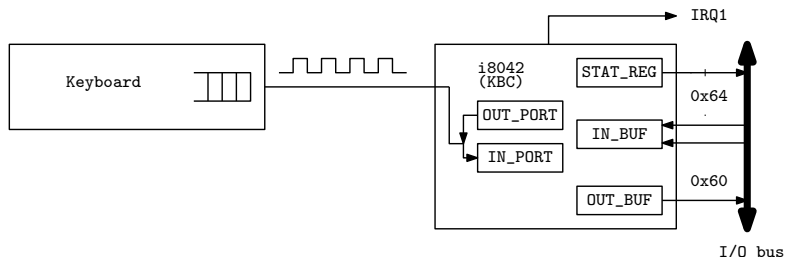 IRQ1
Keyboard
i8042
(KBC)
STAT_REG
0x64
OUT_PORT
IN_BUF
IN_PORT
0x60
OUT_BUF
I/O bus